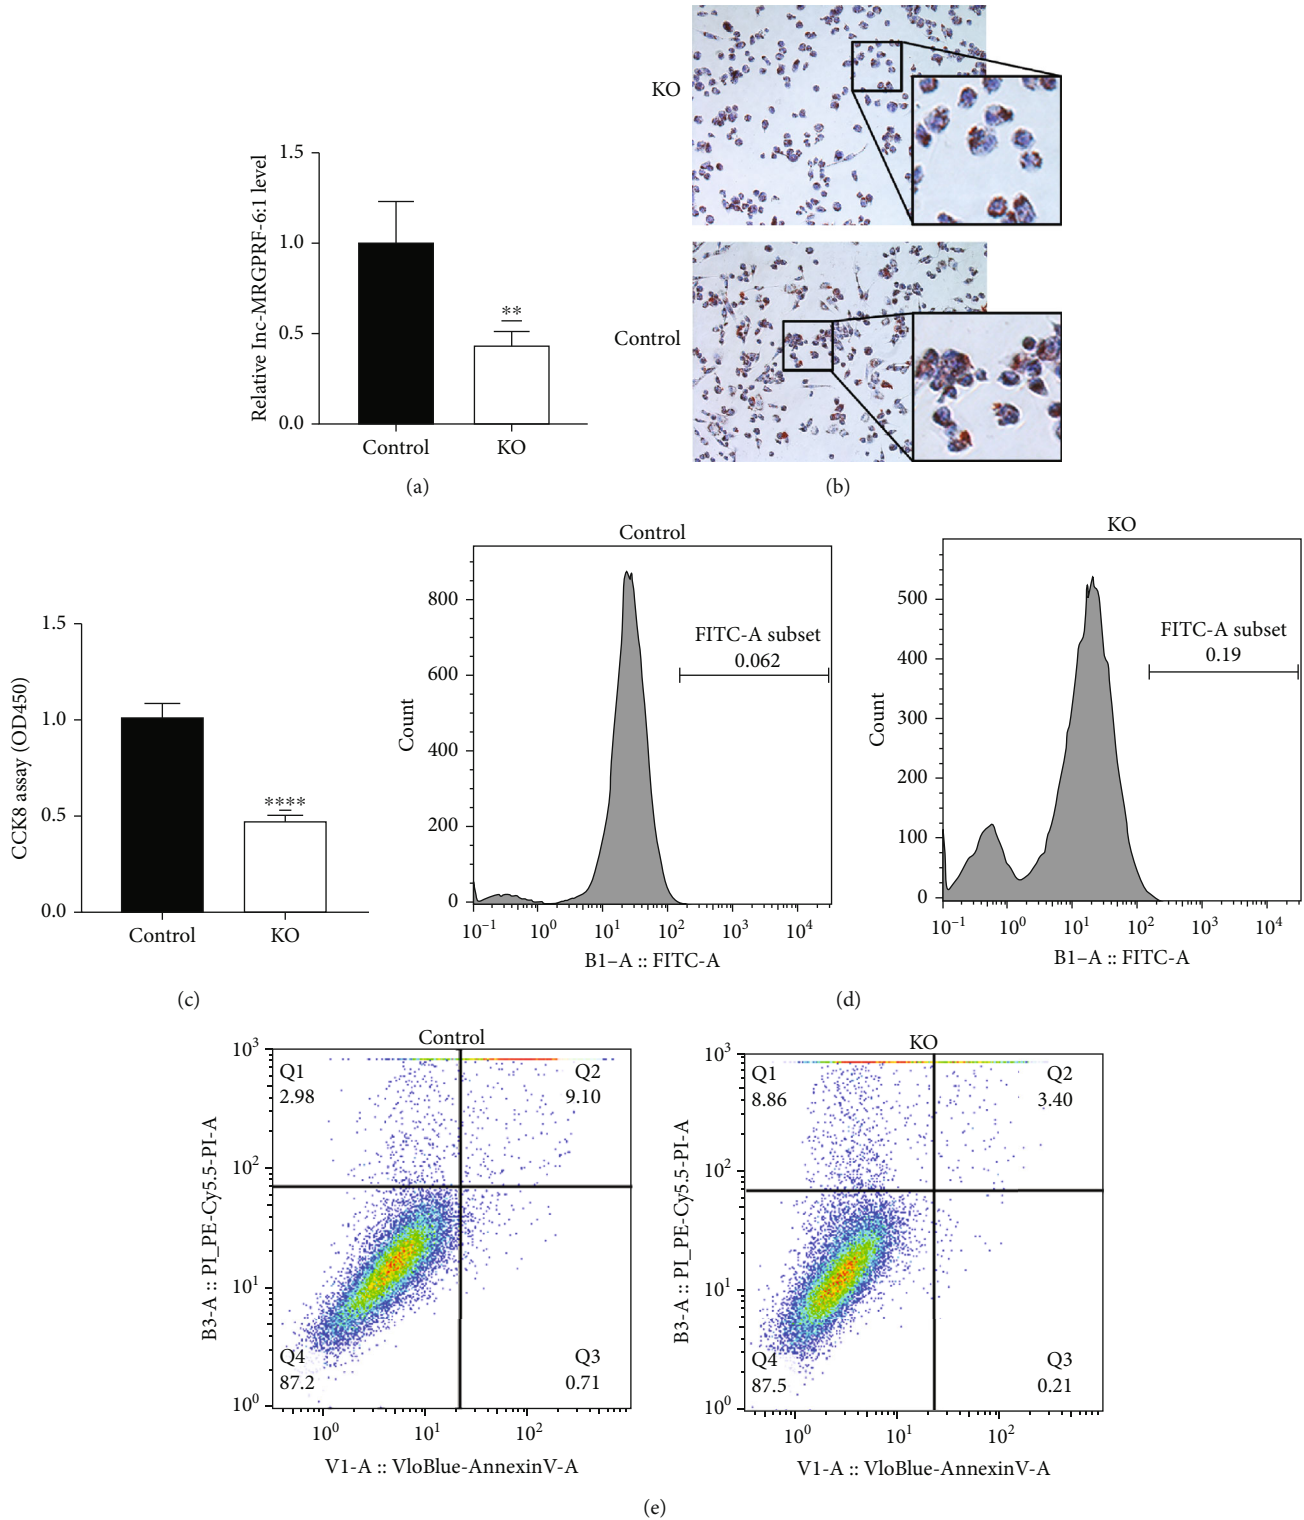 KO
Control
Relative lnc-MRGPRF-6:1 level
1.5
1.0
0.5
0.0
**
Control
KO
(a)
(b)
CCK8 assay (OD450)
1.5
1.0
0.5
0.0
****
Control
KO
(c)
Control
Count
800
600
400
200
0
FITC-A subset
0.062
10⁻¹ 10⁰ 10¹ 10² 10³ 10⁴
B1–A :: FITC-A
KO
Count
500
400
300
200
100
0
FITC-A subset
0.19
10⁻¹ 10⁰ 10¹ 10² 10³ 10⁴
B1–A :: FITC-A
(d)
Control
B3-A :: PI_PE-Cy5.5-PI-A
10³
10²
10¹
10⁰
Q1
2.98
Q2
9.10
Q4
87.2
Q3
0.71
10⁰ 10¹ 10²
V1-A :: VloBlue-AnnexinV-A
KO
B3-A :: PI_PE-Cy5.5-PI-A
10³
10²
10¹
10⁰
Q1
8.86
Q2
3.40
Q4
87.5
Q3
0.21
10⁰ 10¹ 10²
V1-A :: VloBlue-AnnexinV-A
(e)